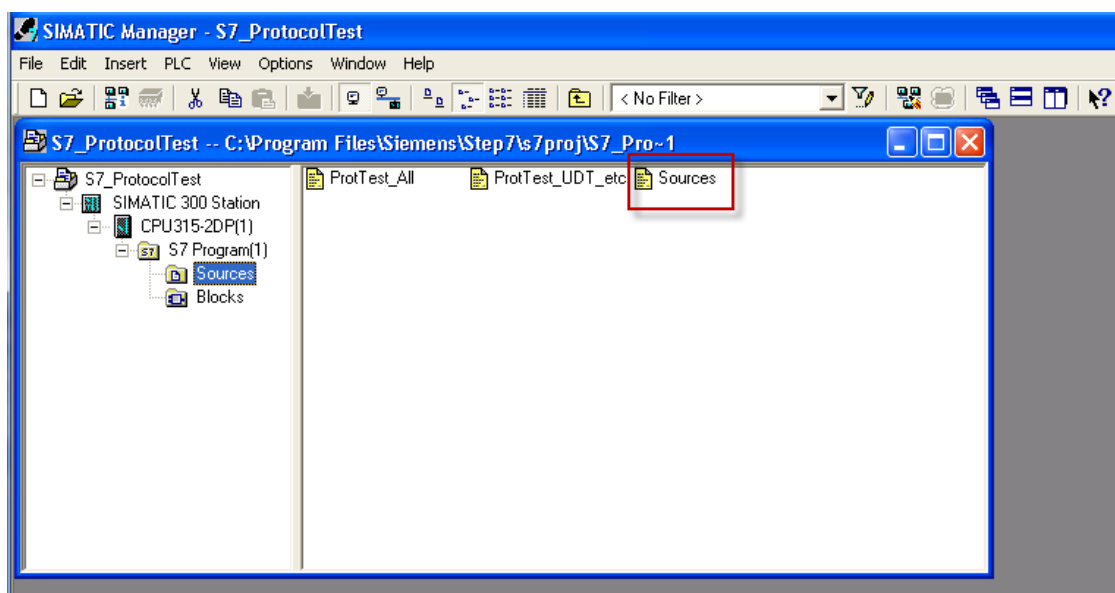 SIMATIC Manager - S7_ProtocolTest
File Edit Insert PLC View Options Window Help
< No Filter >
S7_ProtocolTest -- C:\Program Files\Siemens\Step7\s7proj\S7_Pro~1
S7_ProtocolTest
SIMATIC 300 Station
CPU315-2DP(1)
S7 Program(1)
Sources
Blocks
ProtTest_All
ProtTest_UDT_etc
Sources